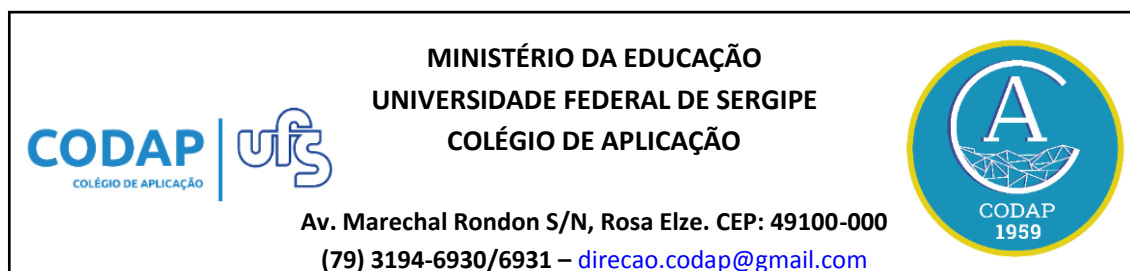 MINISTÉRIO DA EDUCAÇÃO
UNIVERSIDADE FEDERAL DE SERGIPE
COLÉGIO DE APLICAÇÃO
CODAP
COLÉGIO DE APLICAÇÃO
ufs
CA
CODAP
1959
Av. Marechal Rondon S/N, Rosa Elze. CEP: 49100-000
(79) 3194-6930/6931 – direcao.codap@gmail.com